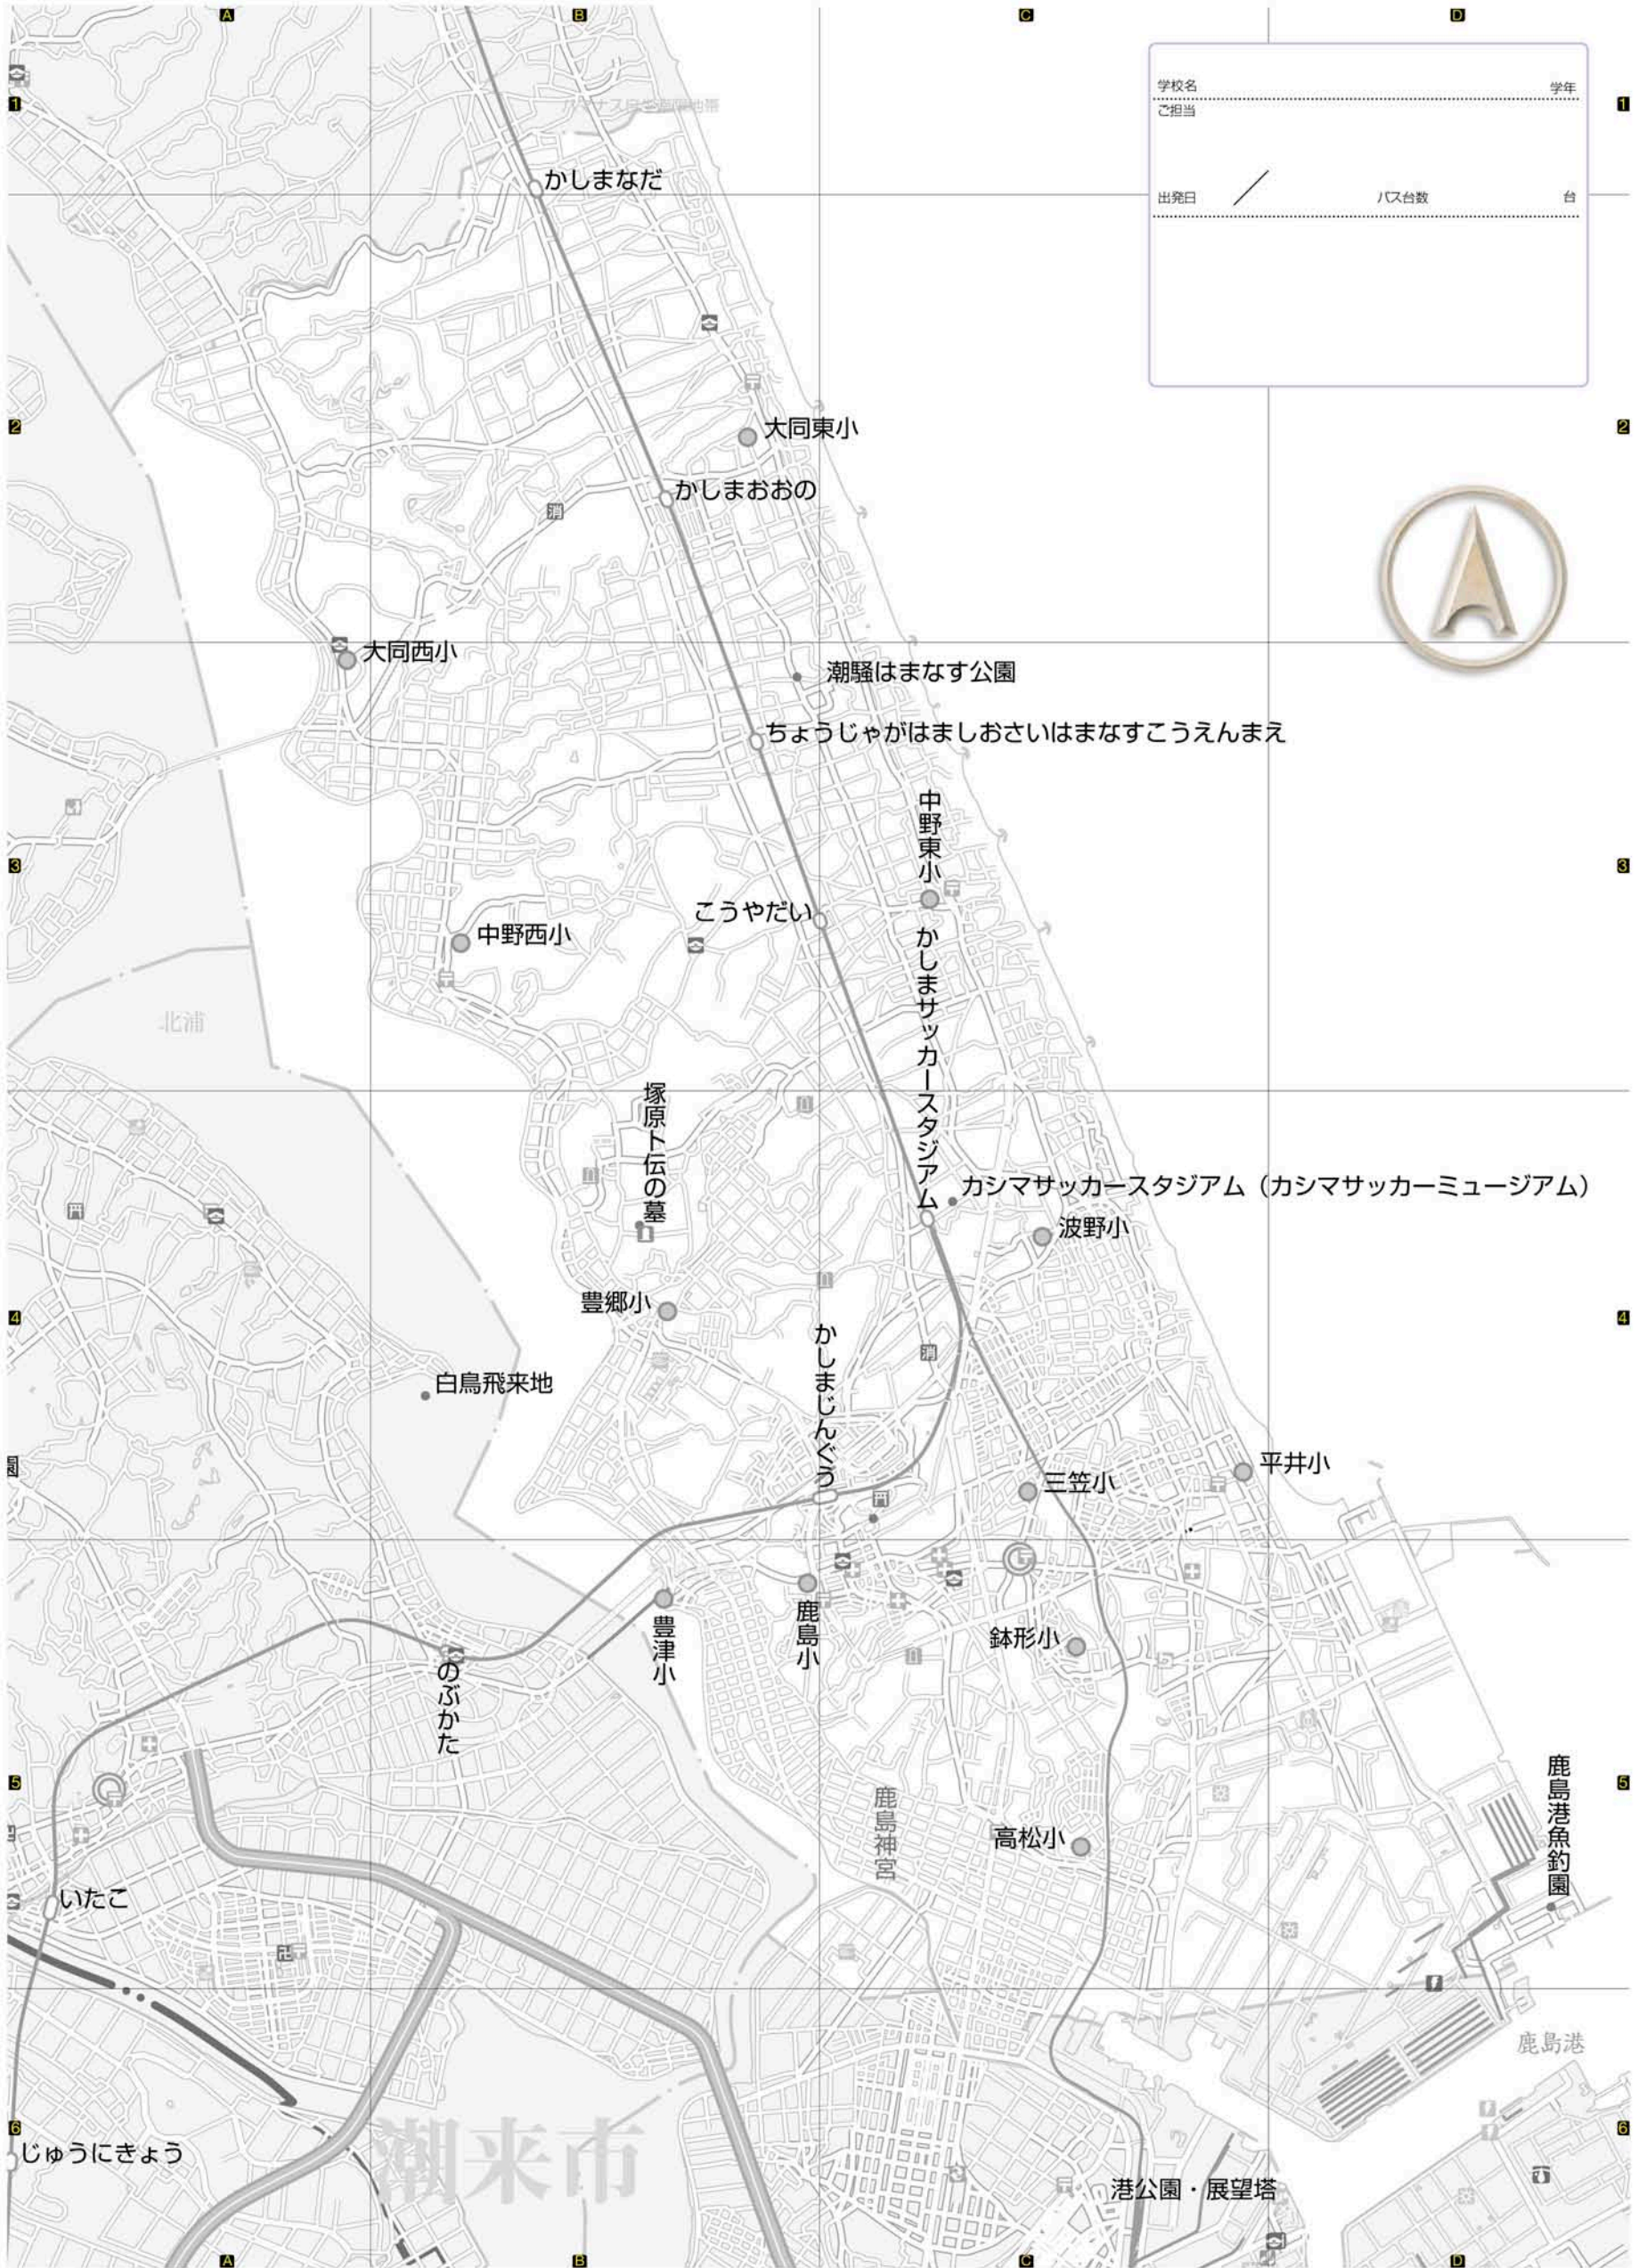 A
B
C
D
学校名
学年
1
1
ご担当
かしまなだ
出発日
バス台数
台
2
大同東小
2
かしまおおの
消
大同西小
潮騒はまなす公園
ちょうじゃがはましおさいはまなすこうえんまえ
中野東小
3
3
こうやだい
中野西小
かしまサッカースタジアム
北浦
塚原卜伝の墓
カシマサッカースタジアム（カシマサッカーミュージアム）
波野小
豊郷小
4
4
かしまじんぐう
消
白鳥飛来地
園
平井小
三笠小
豊津小
鹿島小
鉢形小
のぶかた
5
5
鹿島港魚釣園
鹿島神宮
高松小
いたこ
鹿島港
6
6
じゅうにきょう
潮来市
港公園・展望塔
A
B
C
D